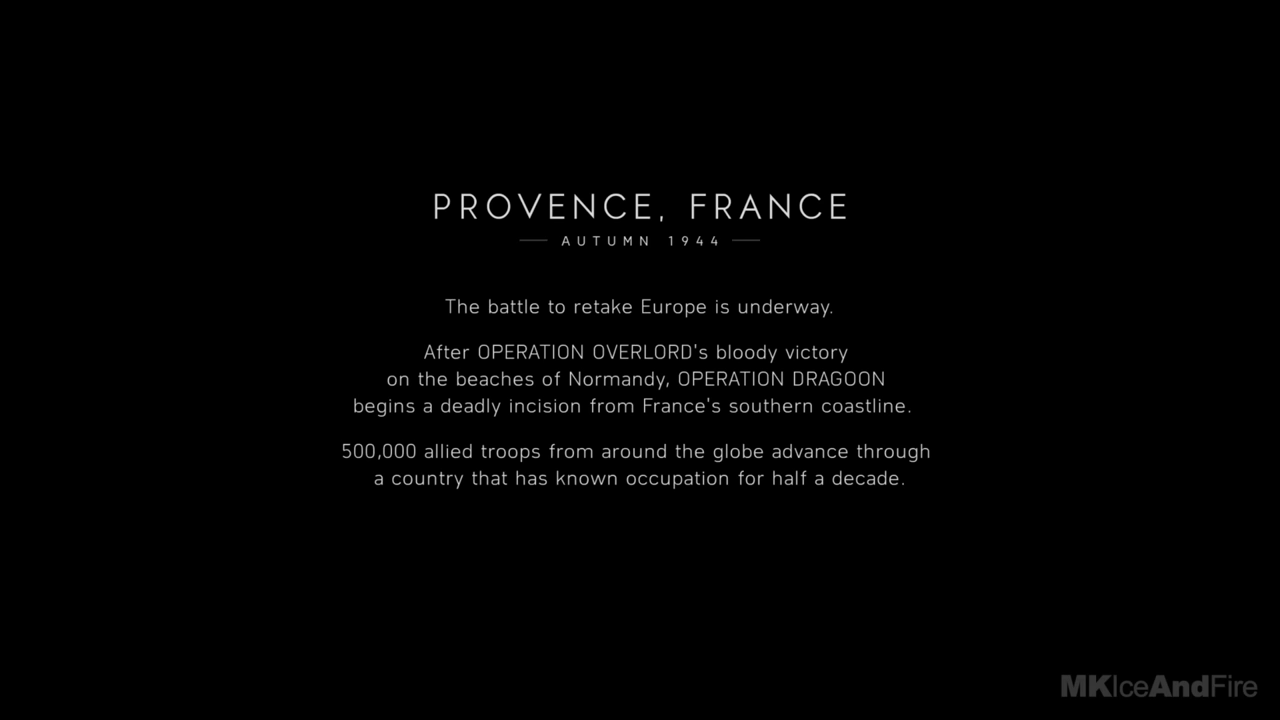 PROVENCE, FRANCE
AUTUMN 1944
The battle to retake Europe is underway.
After OPERATION OVERLORD's bloody victory
on the beaches of Normandy, OPERATION DRAGOON
begins a deadly incision from France's southern coastline.
500,000 allied troops from around the globe advance through
a country that has known occupation for half a decade.
MKIceAndFire